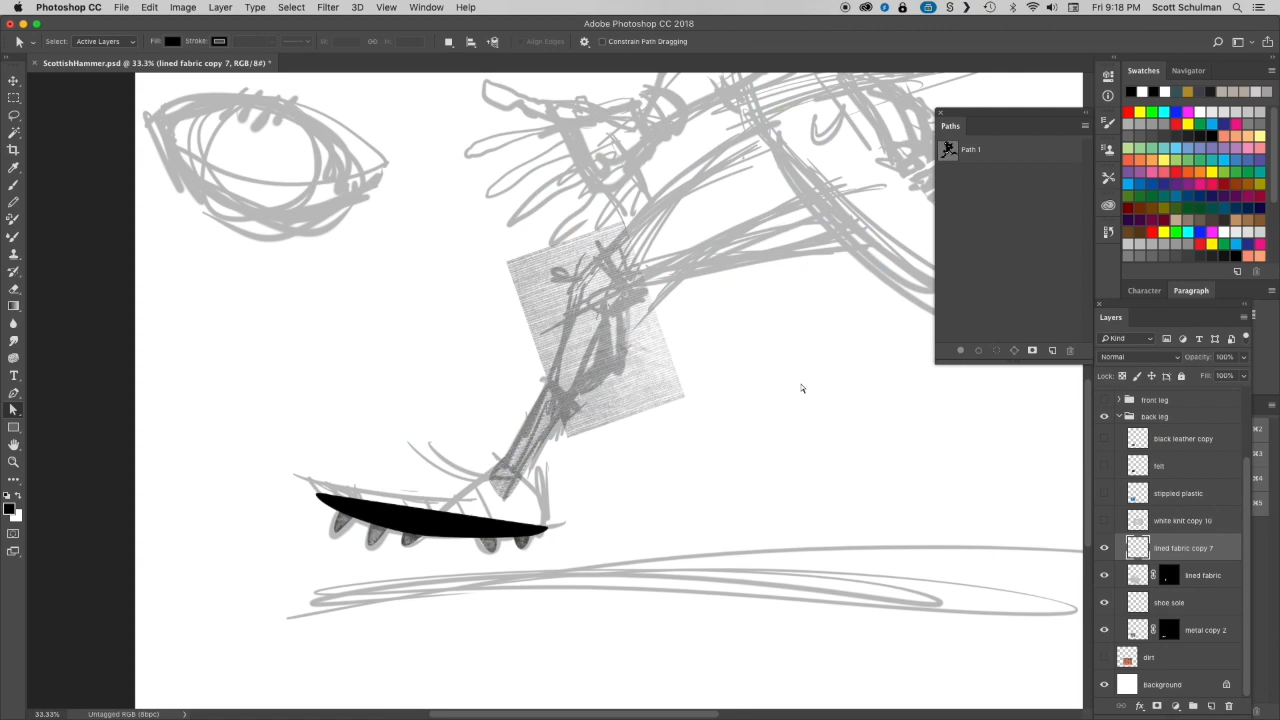 Photoshop CC File Edit Image Layer Type Select Filter 3D View Window Help Fri 9:18 PM Scott Schulman
Adobe Photoshop CC 2018
Select: Active Layers Fill: Stroke: W: H: Align Edges Constrain Path Dragging
ScottishHammer.psd @ 33.3% (lined fabric copy 7, RGB/8#) *
Swatches Navigator
Paths
Path 1
Character Paragraph
Layers
Kind
Normal Opacity: 100%
Lock: Fill: 100%
front leg
back leg
black leather copy
felt
stippled plastic
white knit copy 10
lined fabric copy 7
lined fabric
shoe sole
metal copy 2
dirt
background
⌘2
⌘3
⌘4
⌘5
33.33% Untagged RGB (8bpc)